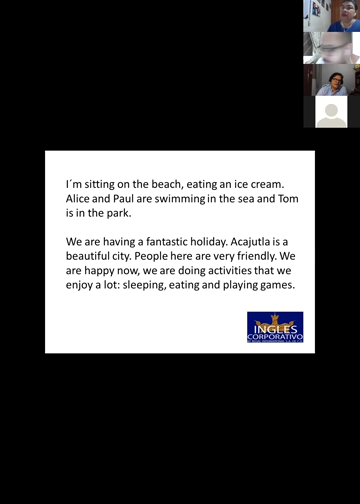 I´m sitting on the beach, eating an ice cream.
Alice and Paul are swimming in the sea and Tom
is in the park.
We are having a fantastic holiday. Acajutla is a
beautiful city. People here are very friendly. We
are happy now, we are doing activities that we
enjoy a lot: sleeping, eating and playing games.
INGLES
CORPORATIVO